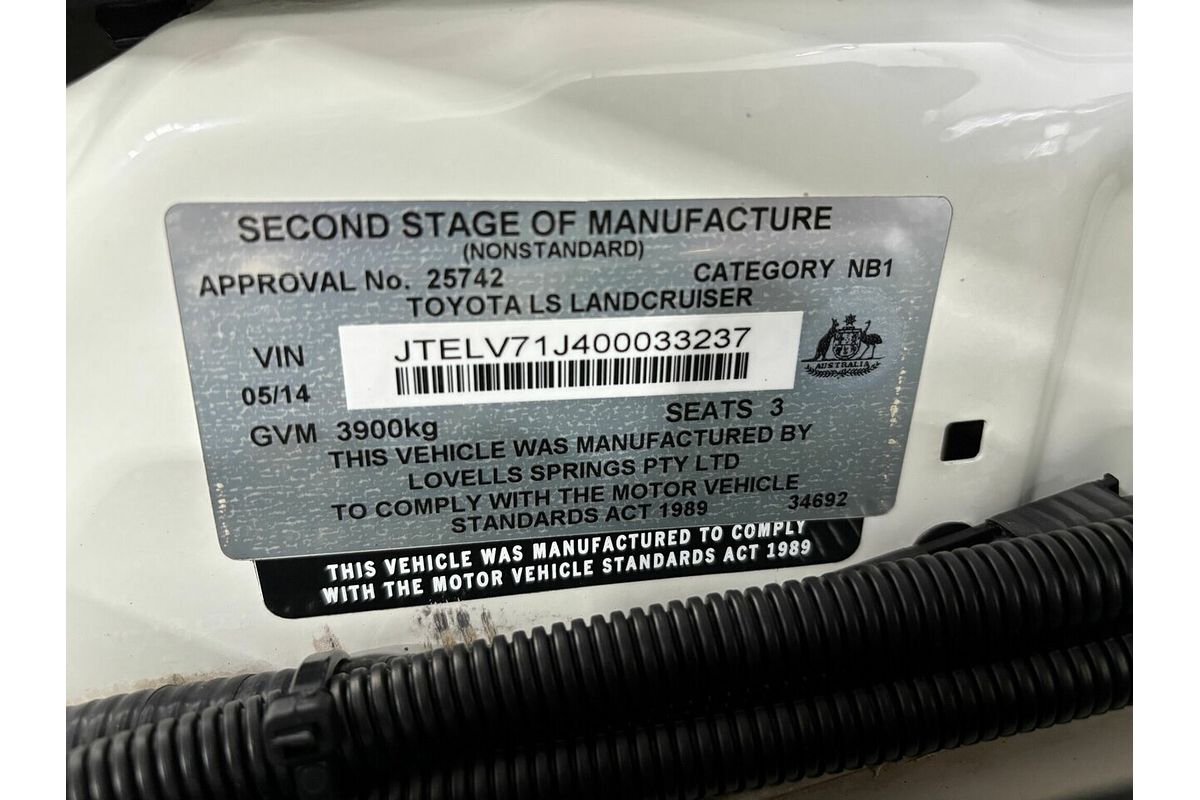 SECOND STAGE OF MANUFACTURE
(NONSTANDARD)
APPROVAL No. 25742 CATEGORY NB1
TOYOTA LS LANDCRUISER
VIN JTELV71J400033237
05/14
AUSTRALIA
GVM 3900kg SEATS 3
THIS VEHICLE WAS MANUFACTURED BY
LOVELLS SPRINGS PTY LTD
TO COMPLY WITH THE MOTOR VEHICLE
STANDARDS ACT 1989 34692
THIS VEHICLE WAS MANUFACTURED TO COMPLY
WITH THE MOTOR VEHICLE STANDARDS ACT 1989